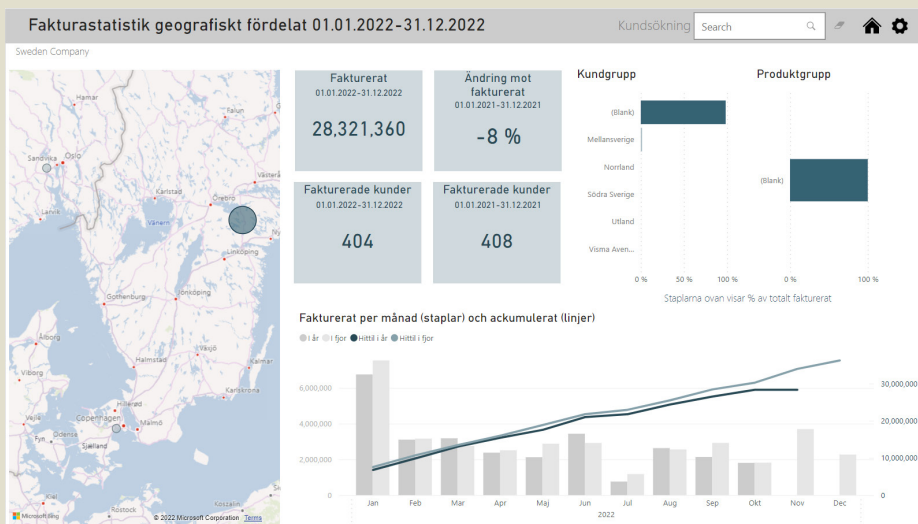 Fakturastatistik geografiskt fördelat 01.01.2022-31.12.2022
Kundsökning
Search
Sweden Company
Hamar
Falun
Sandvika
Oslo
Västerå
Karlstad
Örebro
Larvik
Vänern
Ny
Linköping
Gothenburg
Jönköping
Ålborg
Viborg
Halmstad
Växjö
Kalmar
Karlskrona
Hillerød
Vejle
Copenhagen
Malmö
Odense
Fyn
Sjælland
Kiel
Rostock
Koszalin
Microsoft Bing
© 2022 Microsoft Corporation
Terms
Fakturerat
01.01.2022-31.12.2022
28,321,360
Ändring mot
fakturerat
01.01.2021-31.12.2021
-8 %
Fakturerade kunder
01.01.2022-31.12.2022
404
Fakturerade kunder
01.01.2021-31.12.2021
408
Kundgrupp
(Blank)
Mellansverige
Norrland
Södra Sverige
Utland
Visma Aven...
0 %
50 %
100 %
Produktgrupp
(Blank)
0 %
100 %
Staplarna ovan visar % av totalt fakturerat
Fakturerat per månad (staplar) och ackumulerat (linjer)
I år
I fjor
Hittil i år
Hittil i fjor
6,000,000
4,000,000
2,000,000
0
30,000,000
20,000,000
10,000,000
0
Jan
Feb
Mar
Apr
Maj
Jun
Jul
Aug
Sep
Okt
Nov
Dec
2022